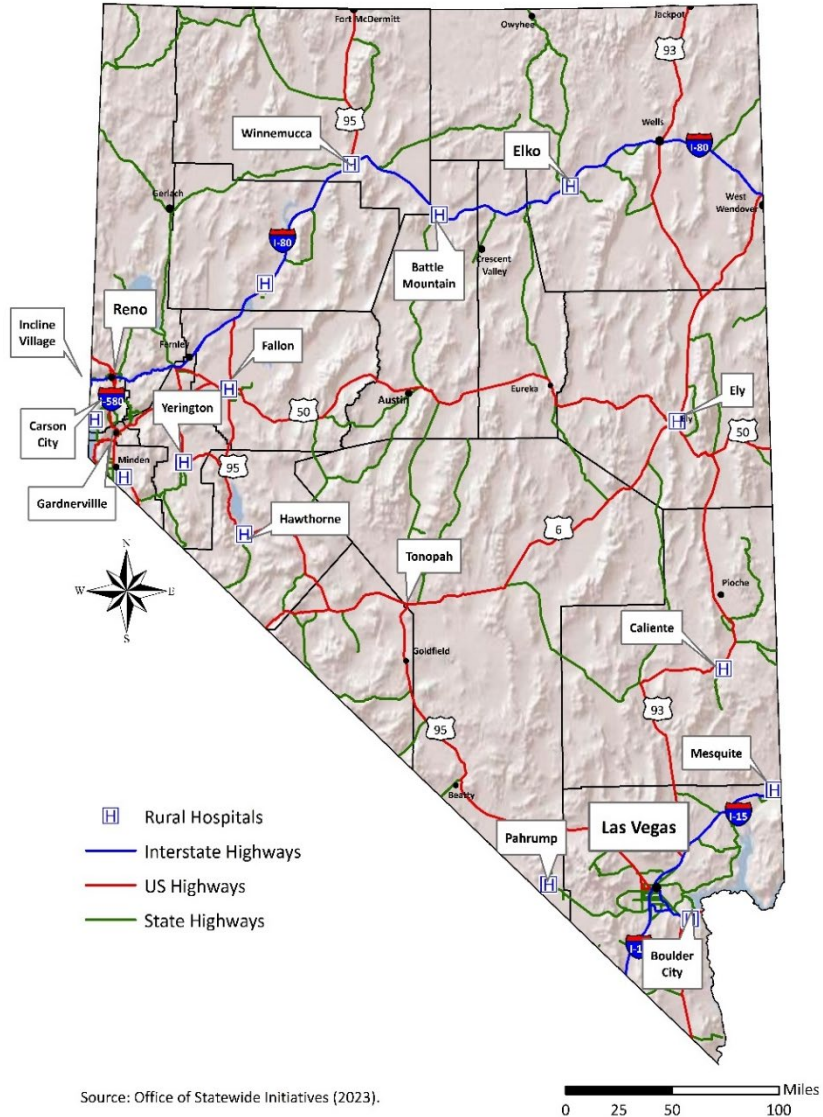 Fort McDermitt
Owyhee
Jackpot
93
95
Winnemucca
Elko
Wells
I-80
Gerlach
West
Wendover
I-80
Battle
Mountain
Crescent
Valley
Reno
Incline
Village
Fernley
Fallon
I-580
Carson
City
Yerington
50
Austin
Eureka
Ely
50
Minden
95
Gardnervillle
Hawthorne
6
N
W
E
S
Tonopah
Pioche
Goldfield
Caliente
93
95
Mesquite
Beatty
I-15
Las Vegas
Pahrump
Boulder
City
H Rural Hospitals
Interstate Highways
US Highways
State Highways
Source: Office of Statewide Initiatives (2023).
Miles
0 25 50 100